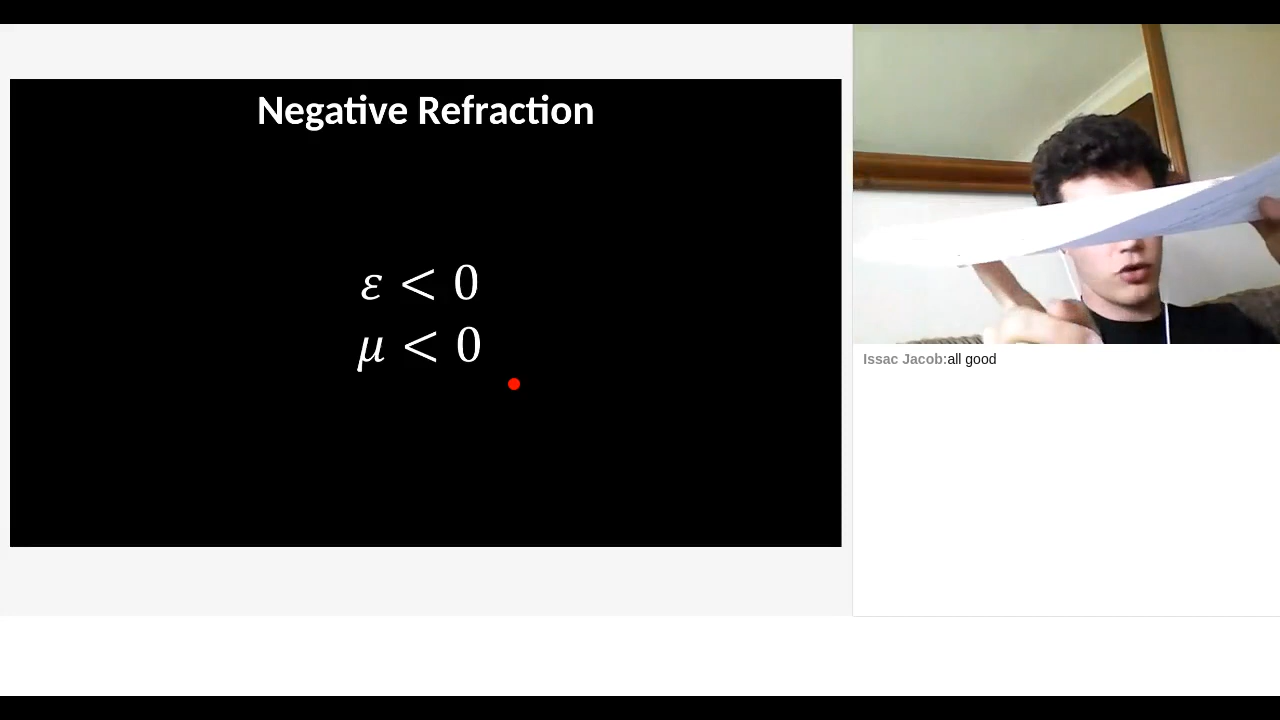 Negative Refraction
ε < 0
μ < 0
Issac Jacob:all good